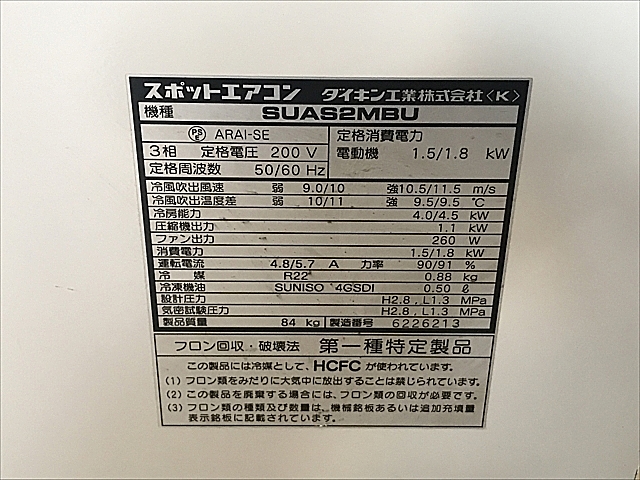 スポットエアコン ダイキン工業株式会社〈K〉
機種 SUAS2MBU
PSE ARAI-SE 定格消費電力
3相 定格電圧 200 V 電動機 1.5/1.8 kW
定格周波数 50/60 Hz
冷風吹出風速 弱 9.0/10 強10.5/11.5 m/s
冷風吹出温度差 弱 10/11 強 9.5/9.5 ℃
冷房能力 4.0/4.5 kW
圧縮機出力 1.1 kW
ファン出力 260 W
消費電力 1.5/1.8 kW
運転電流 4.8/5.7 A 力率 90/91 %
冷媒 R22 0.88 kg
冷凍機油 SUNISO 4GSDI 0.50 ℓ
設計圧力 H2.8 , L1.3 MPa
気密試験圧力 H2.8 , L1.3 MPa
製品質量 84 kg 製造番号 6226213
フロン回収・破壊法 第一種特定製品
この製品には冷媒として、HCFC が使われています。
(1) フロン類をみだりに大気中に放出することは禁じられています。
(2) この製品を廃棄する場合には、フロン類の回収が必要です。
(3) フロン類の種類及び数量は、機械銘板あるいは追加充填量
表示銘板に記載されています。